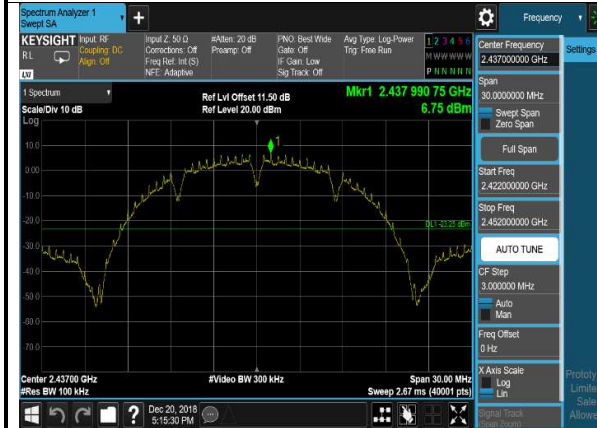 Spectrum Analyzer 1
Swept SA
+
Frequency
KEYSIGHT
RL
LXI
Input: RF
Coupling: DC
Align: Off
Input Z: 50 Ω
Corrections: Off
Freq Ref: Int (S)
NFE: Adaptive
#Atten: 20 dB
Preamp: Off
PNO: Best Wide
Gate: Off
IF Gain: Low
Sig Track: Off
Avg Type: Log-Power
Trig: Free Run
1 2 3 4 5 6
M W W W W W
P N N N N N
1 Spectrum
Scale/Div 10 dB
Log
Ref Lvl Offset 11.50 dB
Ref Level 20.00 dBm
Mkr1 2.437 990 75 GHz
6.75 dBm
1
10.0
0.00
-10.0
-20.0
DL1 -23.25 dBm
-30.0
-40.0
-50.0
-60.0
-70.0
Center 2.43700 GHz
#Res BW 100 kHz
#Video BW 300 kHz
Span 30.00 MHz
Sweep 2.67 ms (40001 pts)
Dec 20, 2018
5:15:30 PM
?
Center Frequency
2.437000000 GHz
Settings
Span
30.0000000 MHz
Swept Span
Zero Span
Full Span
Start Freq
2.422000000 GHz
Stop Freq
2.452000000 GHz
AUTO TUNE
CF Step
3.000000 MHz
Auto
Man
Freq Offset
0 Hz
X Axis Scale
Log
Lin
Signal Track
(Span Zoom)